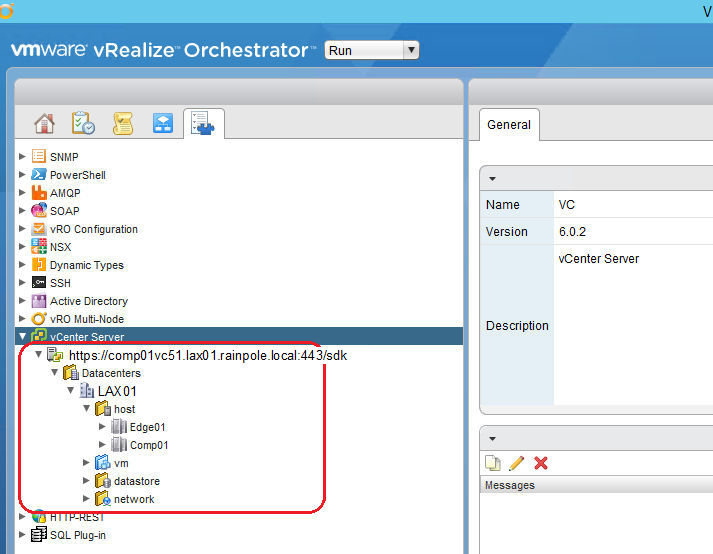 V
vmware® vRealize™ Orchestrator™ Run
General
SNMP
PowerShell
AMQP
SOAP
vRO Configuration
NSX
Dynamic Types
SSH
Active Directory
vRO Multi-Node
vCenter Server
https://comp01vc51.lax01.rainpole.local:443/sdk
Datacenters
LAX01
host
Edge01
Comp01
vm
datastore
network
HTTP-REST
SQL Plug-in
Name VC
Version 6.0.2
Description vCenter Server
Messages